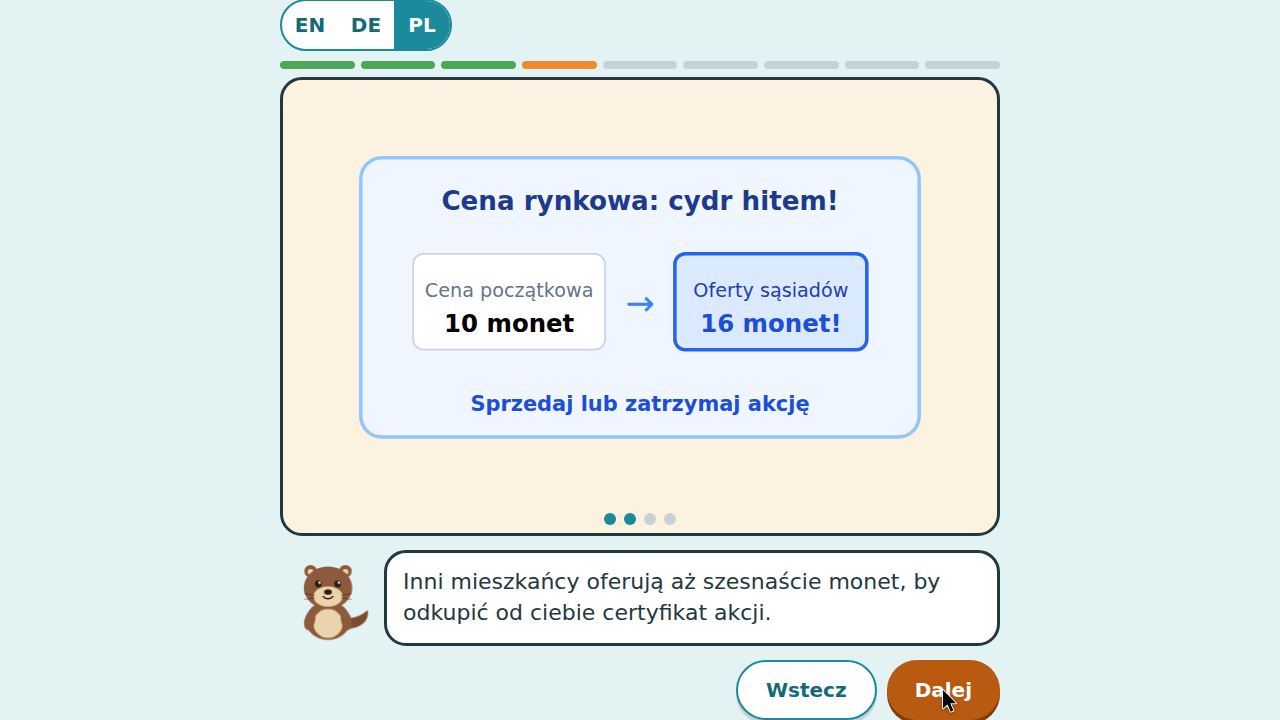 EN DE PL
Cena rynkowa: cydr hitem!
Cena początkowa
10 monet
→
Oferty sąsiadów
16 monet!
Sprzedaj lub zatrzymaj akcję
Inni mieszkańcy oferują aż szesnaście monet, by
odkupić od ciebie certyfikat akcji.
Wstecz
Dalej